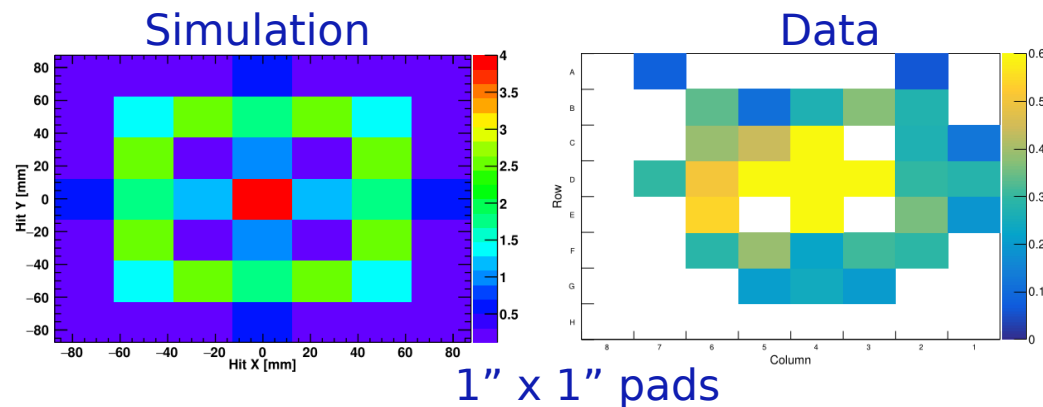 Simulation
Data
Hit Y [mm]
80
60
40
20
0
−20
−40
−60
−80
−80 −60 −40 −20 0 20 40 60 80
Hit X [mm]
4
3.5
3
2.5
2
1.5
1
0.5
Row
A
B
C
D
E
F
G
H
8 7 6 5 4 3 2 1
Column
0.6
0.5
0.4
0.3
0.2
0.1
0
1” x 1” pads